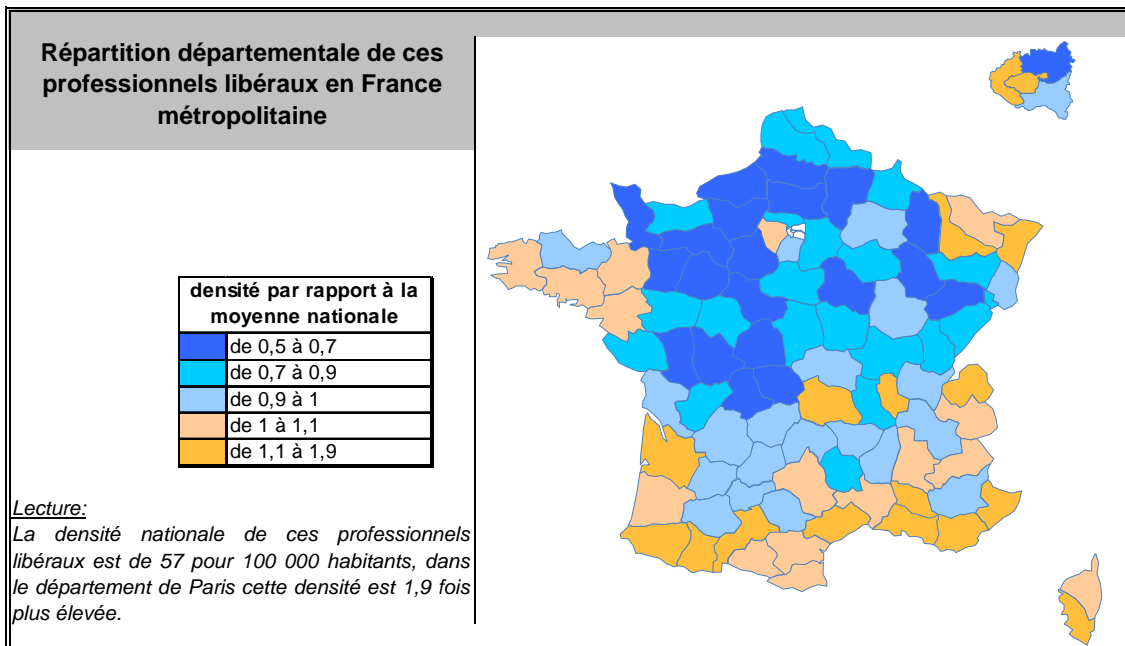 Répartition départementale de ces
professionnels libéraux en France
métropolitaine
densité par rapport à la
moyenne nationale
de 0,5 à 0,7
de 0,7 à 0,9
de 0,9 à 1
de 1 à 1,1
de 1,1 à 1,9
Lecture:
La densité nationale de ces professionnels
libéraux est de 57 pour 100 000 habitants, dans
le département de Paris cette densité est 1,9 fois
plus élevée.